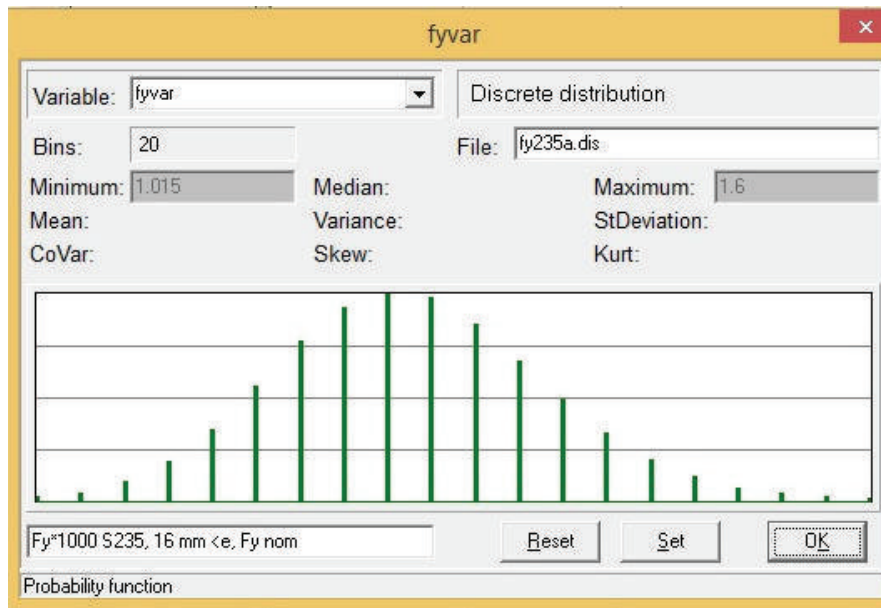 fyvar
Variable: fyvar Discrete distribution
Bins: 20 File: fy235a.dis
Minimum: 1.015 Median: Maximum: 1.6
Mean: Variance: StDeviation:
CoVar: Skew: Kurt:
Fy*1000 S235, 16 mm <e, Fy nom Reset Set OK
Probability function